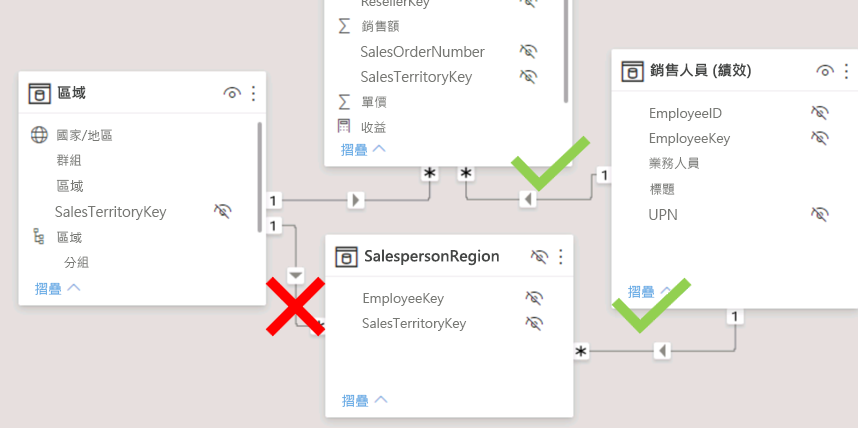 ResellerKey
銷售額
SalesOrderNumber
SalesTerritoryKey
單價
收益
摺疊
*
*
區域
國家/地區
群組
區域
SalesTerritoryKey
區域
分組
摺疊
1
1
銷售人員 (績效)
EmployeeID
EmployeeKey
業務人員
標題
UPN
摺疊
1
1
SalespersonRegion
EmployeeKey
SalesTerritoryKey
摺疊
*
*